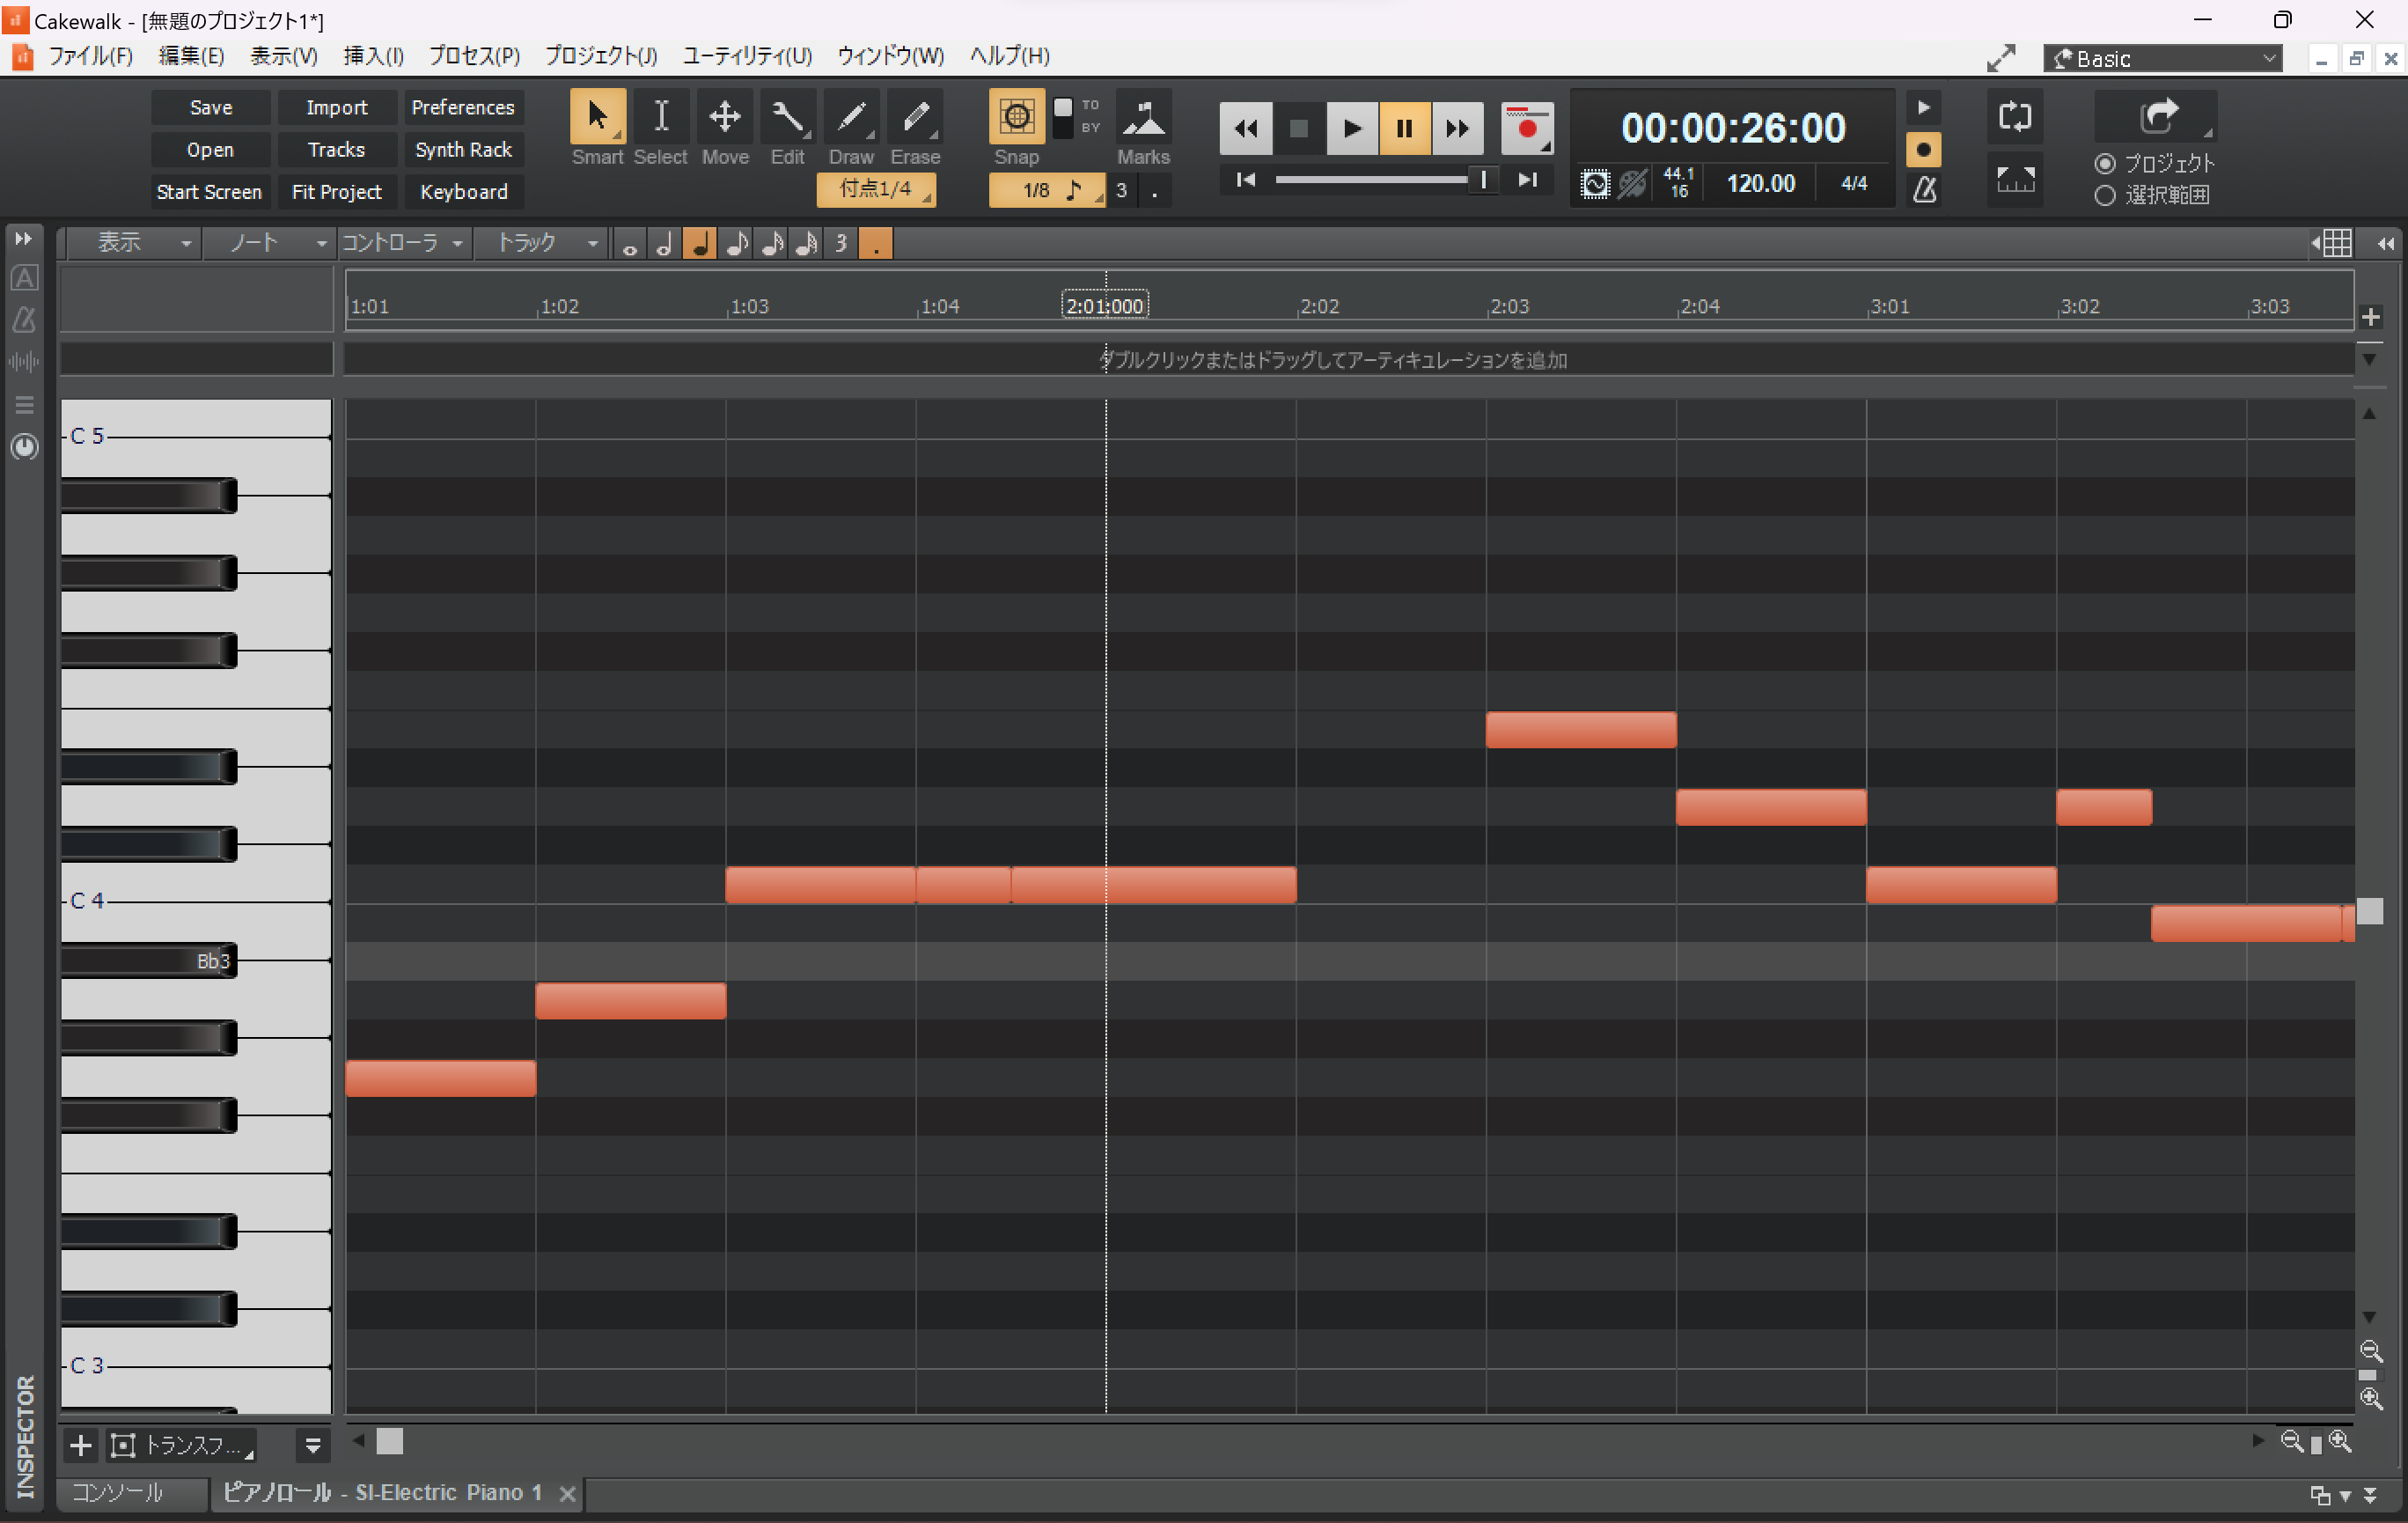 Cakewalk - [無題のプロジェクト1*]
ファイル(F) 編集(E) 表示(V) 挿入(I) プロセス(P) プロジェクト(J) ユーティリティ(U) ウィンドウ(W) ヘルプ(H)
Basic
Save Import Preferences
Open Tracks Synth Rack
Start Screen Fit Project Keyboard
Smart Select Move Edit Draw Erase
付点1/4
Snap
TO
BY
Marks
1/8 3 .
00:00:26:00
44.1
16
120.00
4/4
プロジェクト
選択範囲
表示 ノート コントローラ トラック 3 .
1:01 1:02 1:03 1:04 2:01:000 2:02 2:03 2:04 3:01 3:02 3:03
ダブルクリックまたはドラッグしてアーティキュレーションを追加
A
C 5
C 4
Bb3
C 3
INSPECTOR
トランスフ...
コンソール
ピアノロール - SI-Electric Piano 1